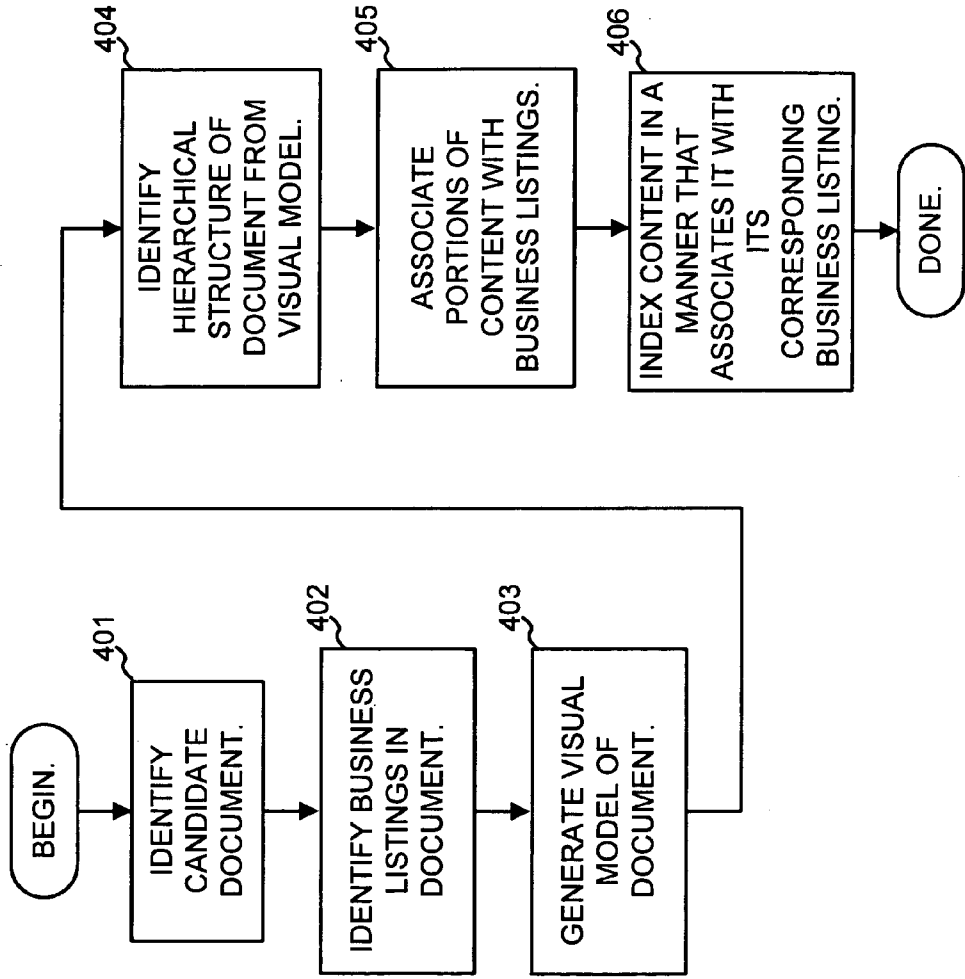 BEGIN.
401
IDENTIFY
CANDIDATE
DOCUMENT.
402
IDENTIFY BUSINESS
LISTINGS IN
DOCUMENT.
403
GENERATE VISUAL
MODEL OF
DOCUMENT.
404
IDENTIFY
HIERARCHICAL
STRUCTURE OF
DOCUMENT FROM
VISUAL MODEL.
405
ASSOCIATE
PORTIONS OF
CONTENT WITH
BUSINESS LISTINGS.
406
INDEX CONTENT IN A
MANNER THAT
ASSOCIATES IT WITH
ITS
CORRESPONDING
BUSINESS LISTING.
DONE.